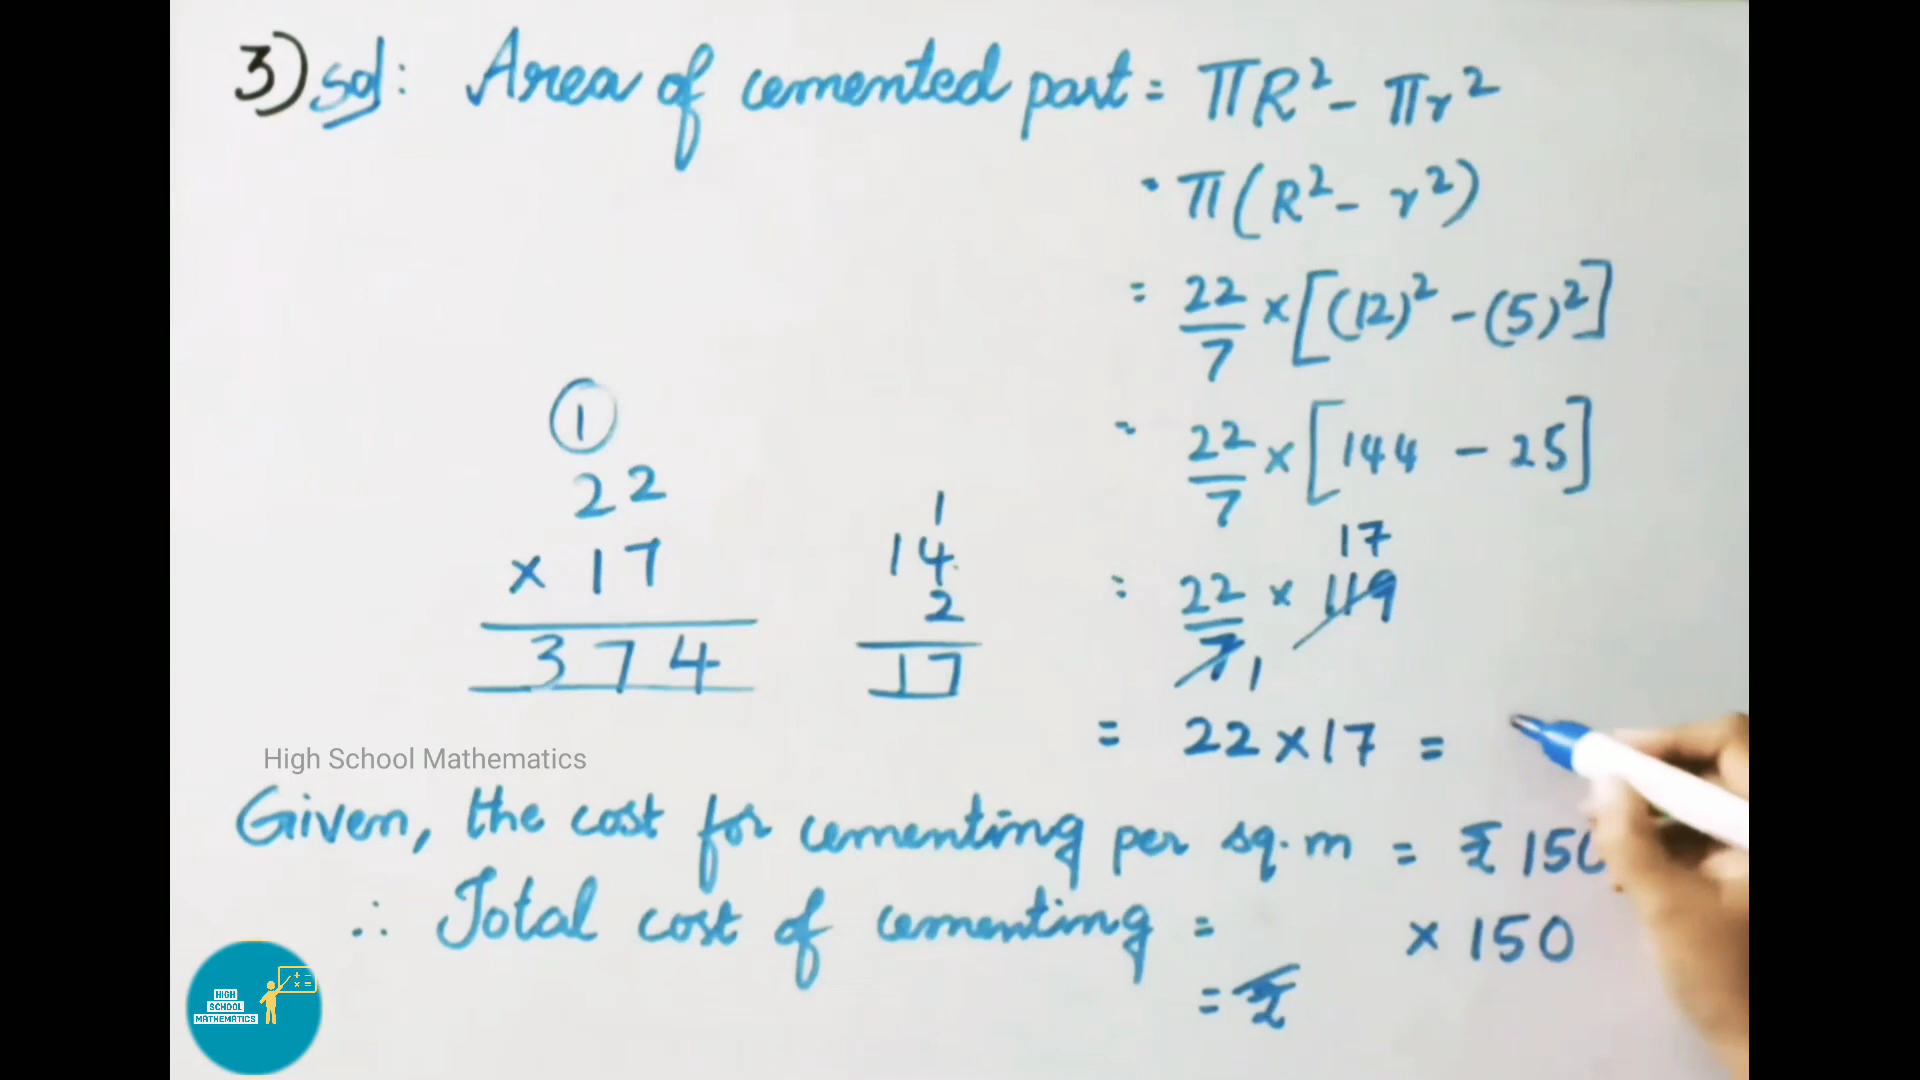 3) Sol: Area of cemented part = πR² - πr²
= π(R² - r²)
= 22/7 × [(12)² - (5)²]
= 22/7 × [144 - 25]
17
= 22/7 × 119
1
= 22 × 17 =
1
22
× 17
374
1
14
2
17
High School Mathematics
Given, the cost for cementing per sq.m = ₹ 150
∴ Total cost of cementing = × 150
= ₹
HIGH
SCHOOL
MATHEMATICS